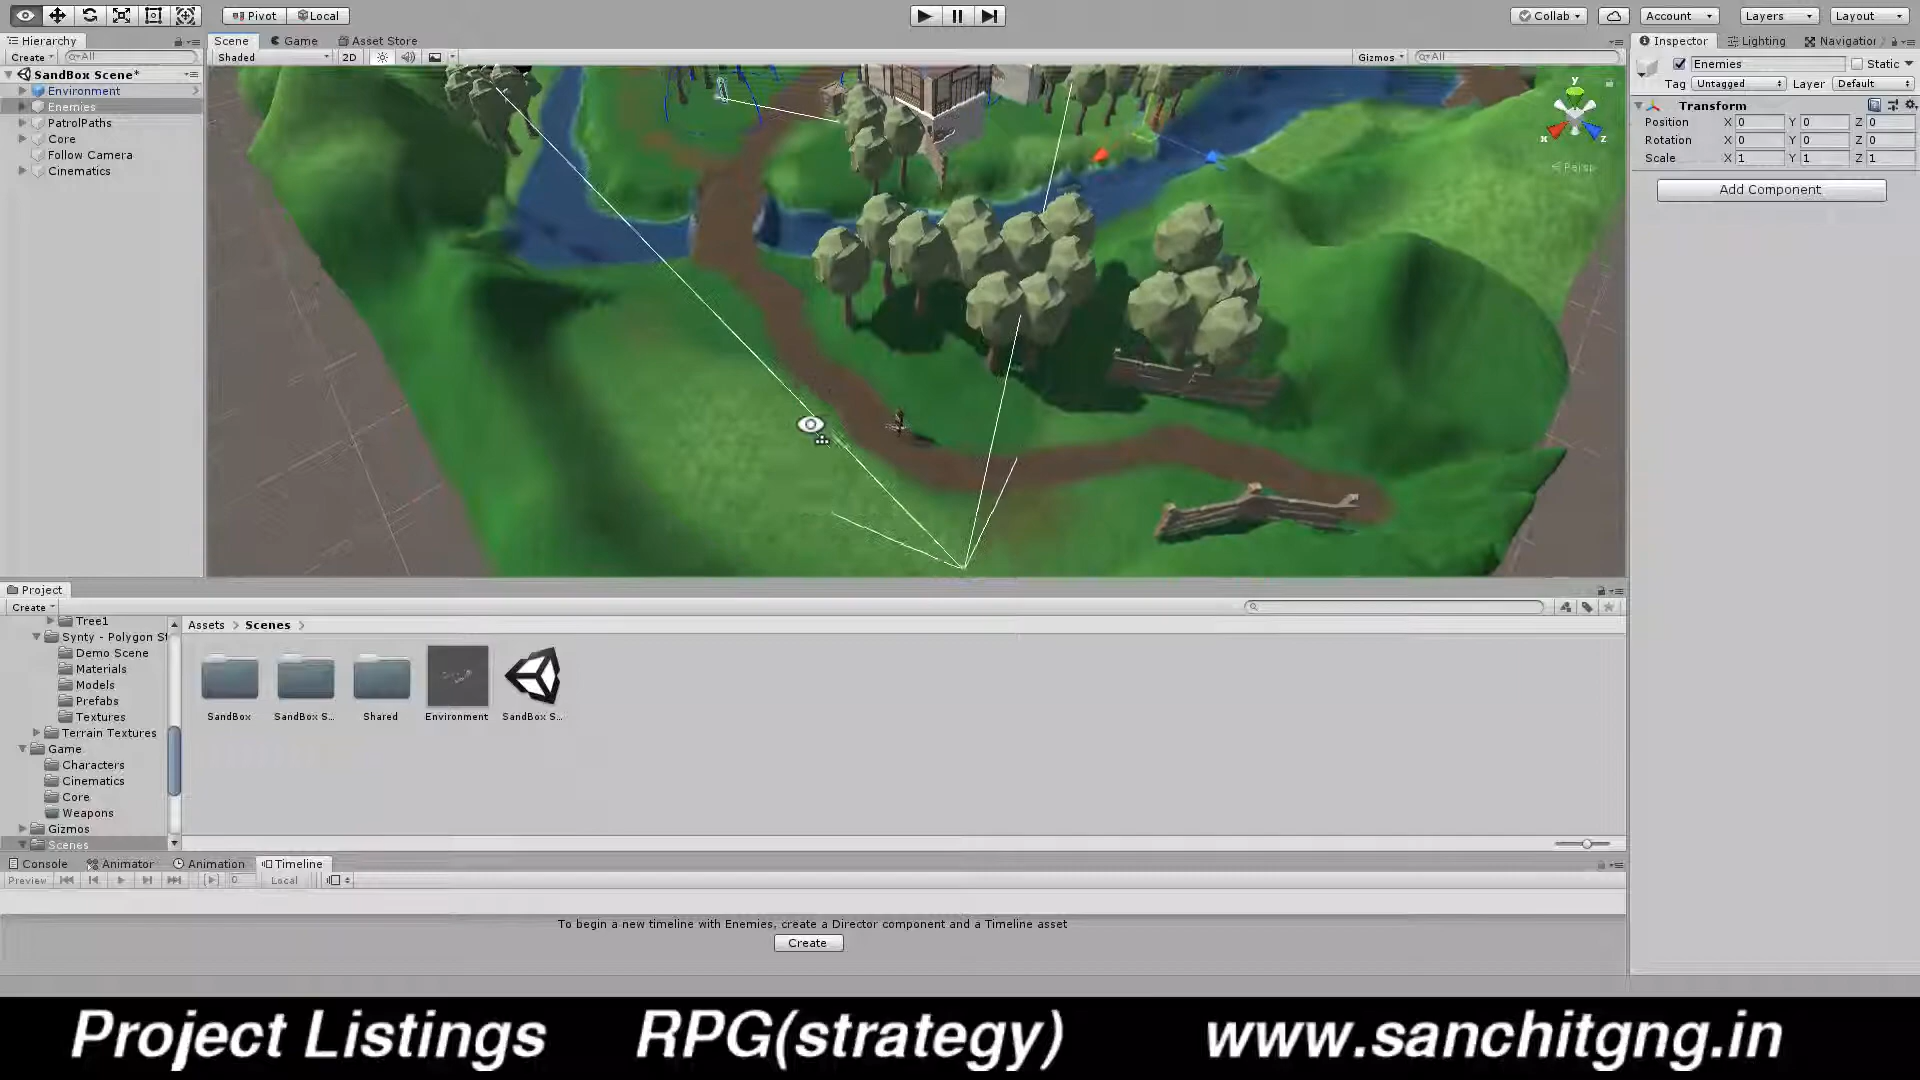 Pivot Local Collab Account Layers Layout
Hierarchy Scene Game Asset Store Inspector Lighting Navigation
Create All Shaded 2D Gizmos All Enemies Static
SandBox Scene* Tag Untagged Layer Default
Environment
Enemies Transform
PatrolPaths Position X 0 Y 0 Z 0
Core Rotation X 0 Y 0 Z 0
Follow Camera Scale X 1 Y 1 Z 1
Cinematics
y
x z
Persp
Add Component
Project
Create
Tree1 Assets > Scenes >
Synty - Polygon St
Demo Scene
Materials
Models
Prefabs
Textures SandBox SandBox S... Shared Environment SandBox S...
Terrain Textures
Game
Characters
Cinematics
Core
Weapons
Gizmos
Scenes
Console Animator Animation Timeline
Preview 0 Local
To begin a new timeline with Enemies, create a Director component and a Timeline asset
Create
Project Listings RPG(strategy) www.sanchitgng.in